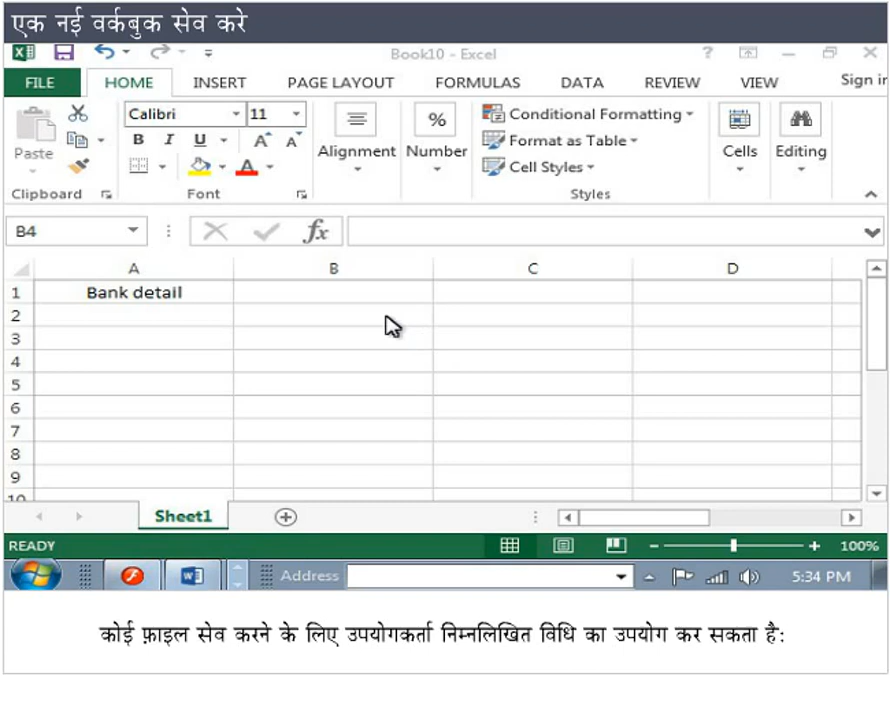 एक नई वर्कबुक सेव करे
Book10 - Excel
?
FILE HOME INSERT PAGE LAYOUT FORMULAS DATA REVIEW VIEW Sign in
Paste
Clipboard
Calibri 11
B I U A A
A
Font
Alignment
%
Number
Conditional Formatting
Format as Table
Cell Styles
Styles
Cells
Editing
B4 fx
A B C D
1 Bank detail
2
3
4
5
6
7
8
9
10
Sheet1
READY 100%
Address 5:34 PM
कोई फ़ाइल सेव करने के लिए उपयोगकर्ता निम्नलिखित विधि का उपयोग कर सकता है: